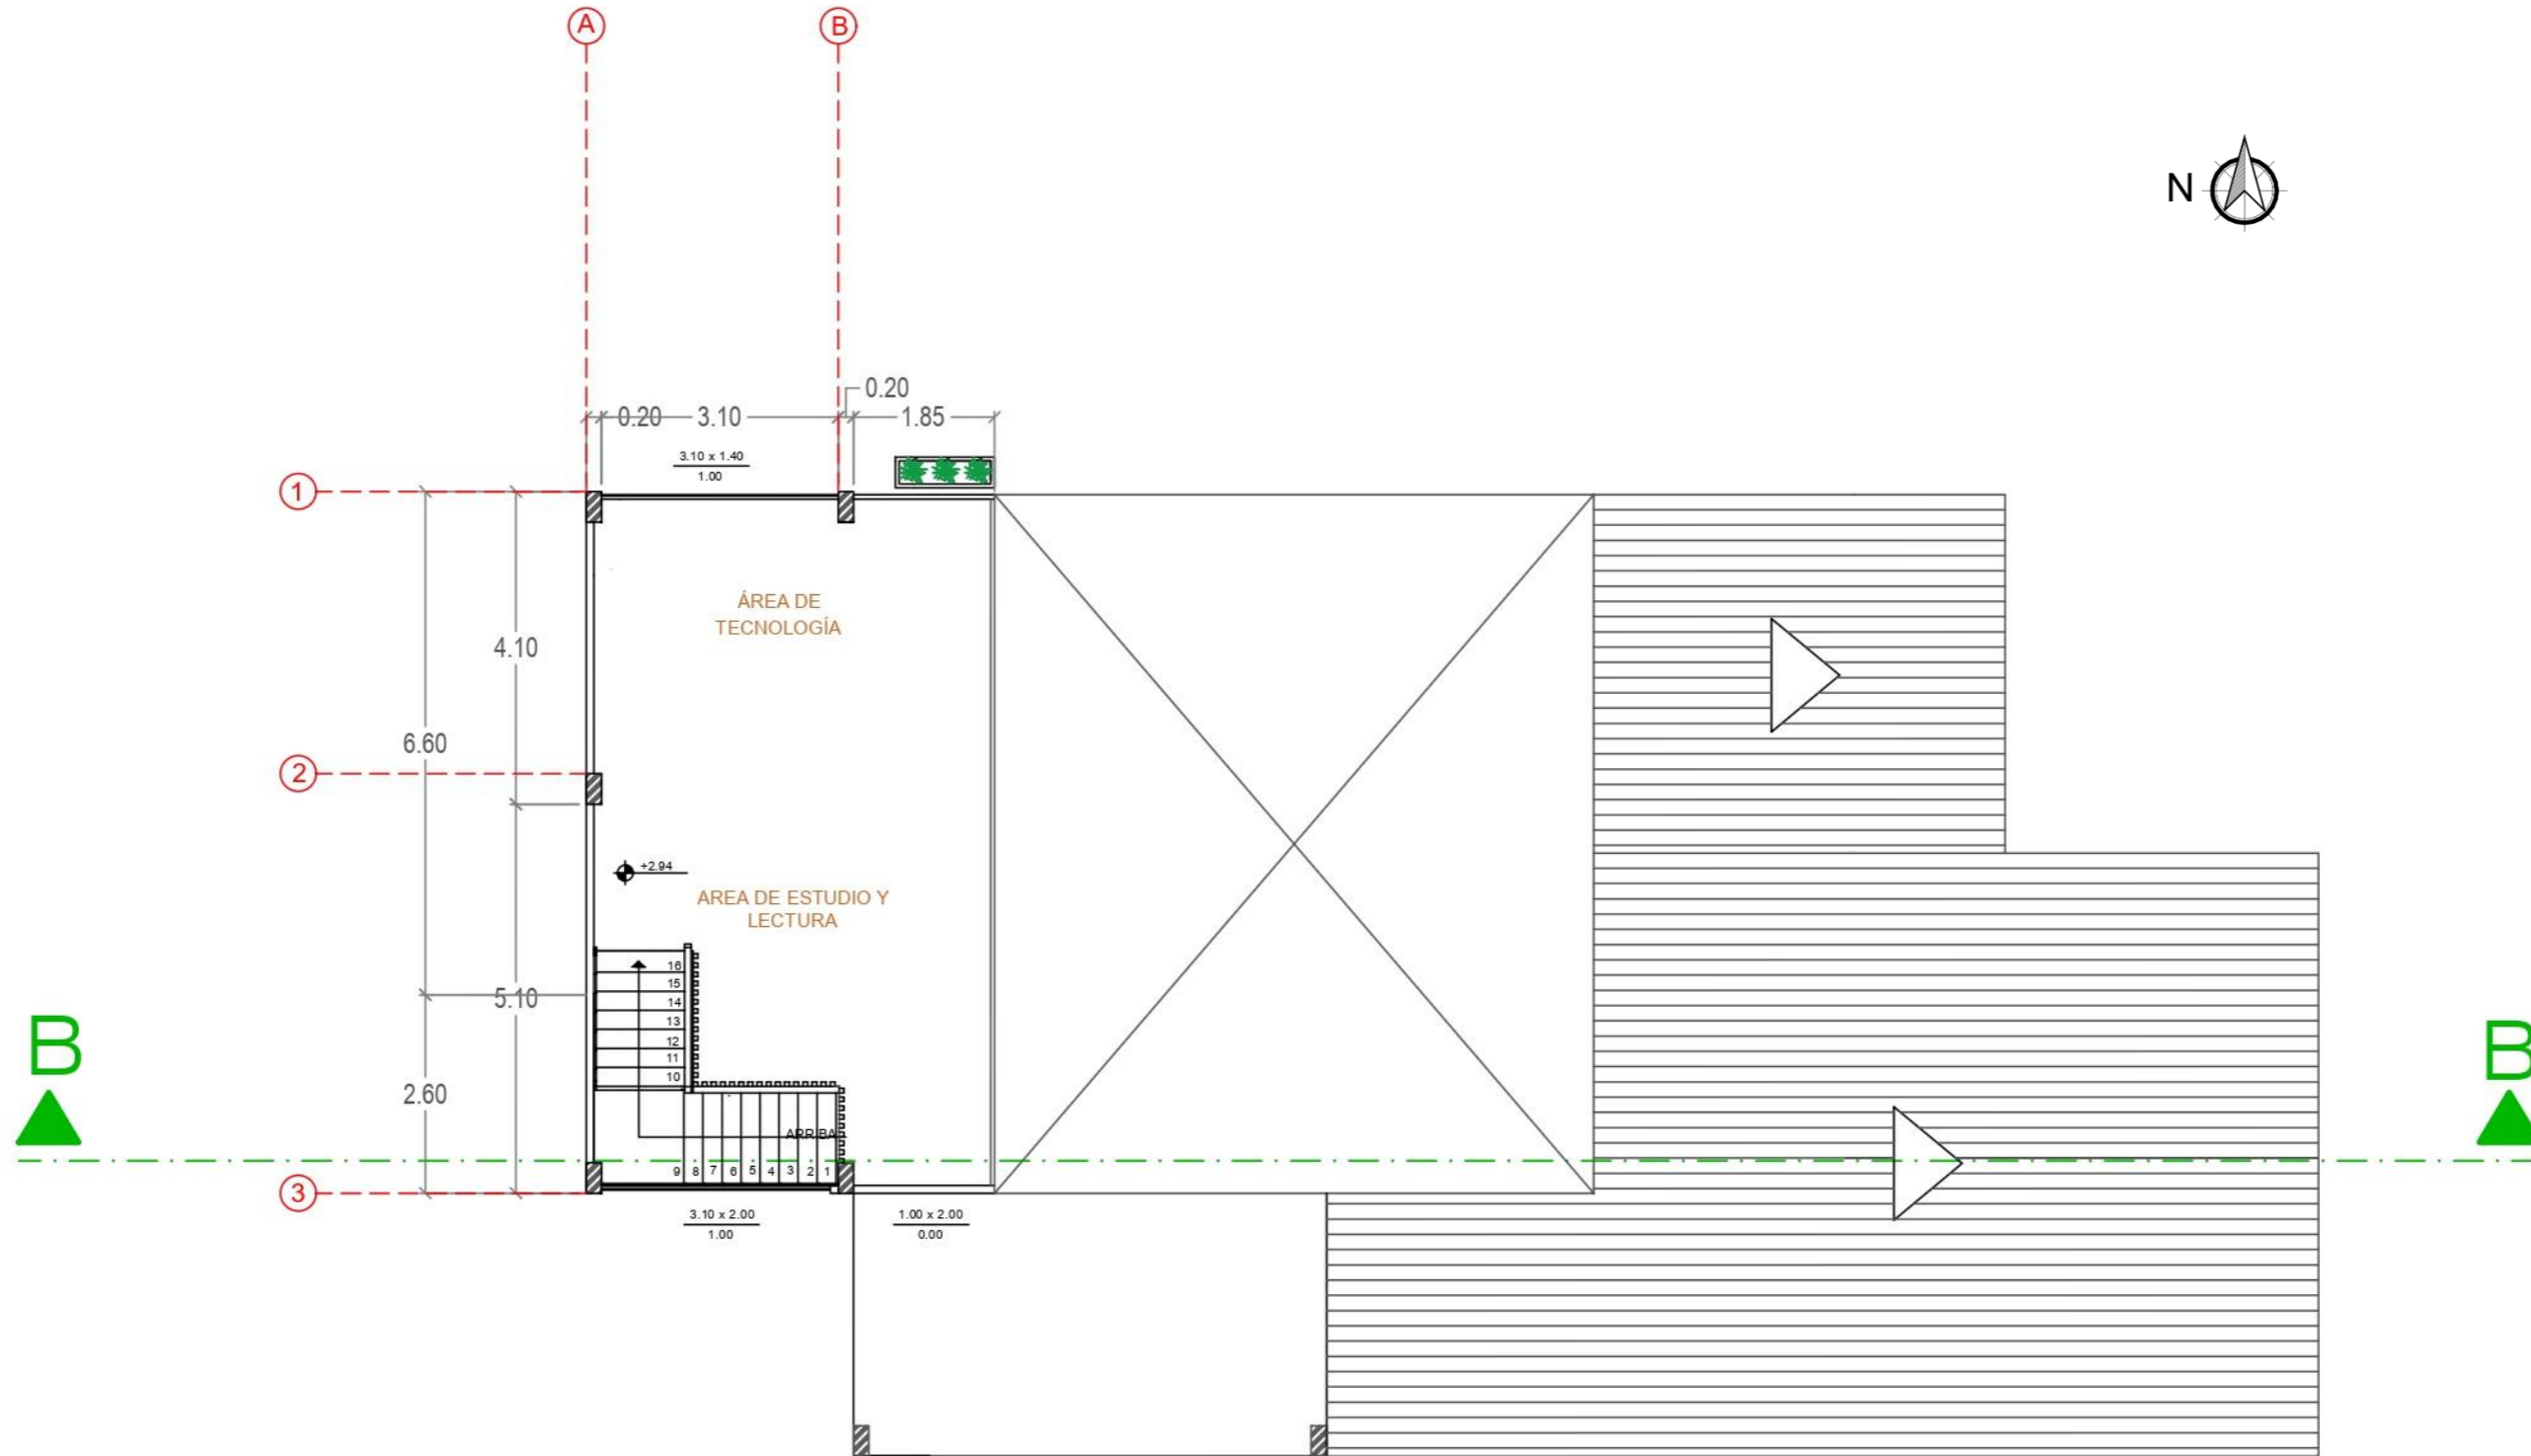 A
B
N
0.20
0.20
3.10
1.85
3.10 x 1.40
1.00
1
ÁREA DE
TECNOLOGÍA
4.10
6.60
2
+2.94
AREA DE ESTUDIO Y
LECTURA
16
15
14
13
12
11
10
5.10
B
B
2.60
ARRIBA
9 8 7 6 5 4 3 2 1
3
3.10 x 2.00
1.00
1.00 x 2.00
0.00